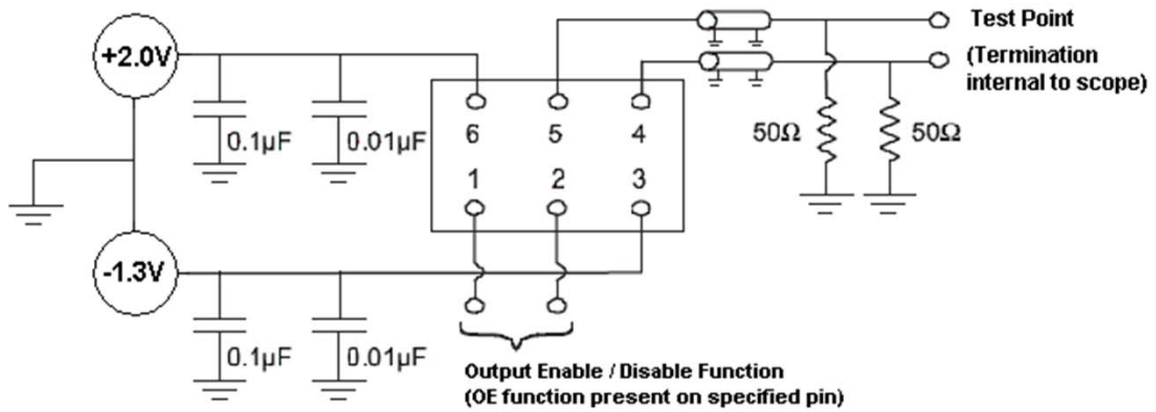 +2.0V
0.1µF
0.01µF
6
5
4
1
2
3
Test Point
(Termination
internal to scope)
50Ω
50Ω
-1.3V
0.1µF
0.01µF
Output Enable / Disable Function
(OE function present on specified pin)